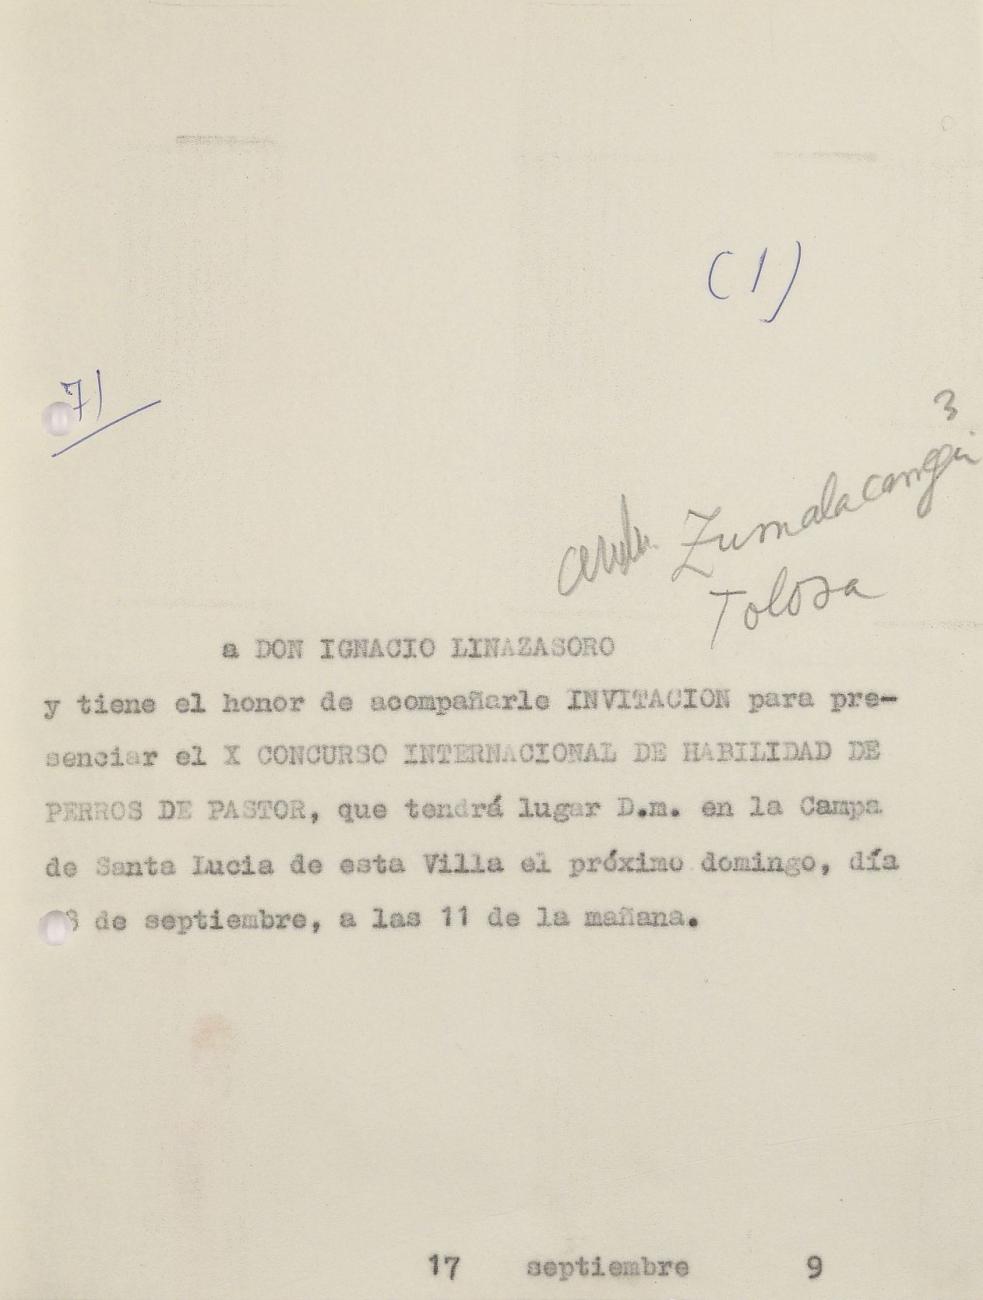 (1)
7)
3
Zumalacarregui
Tolosa
a DON IGNACIO LINAZASORO
y tiene el honor de acompañarle INVITACION para pre-
senciar el X CONCURSO INTERNACIONAL DE HABILIDAD DE
PERROS DE PASTOR, que tendrá lugar D.m. en la Campa
de Santa Lucia de esta Villa el próximo domingo, día
de septiembre, a las 11 de la mañana.
17 septiembre 9